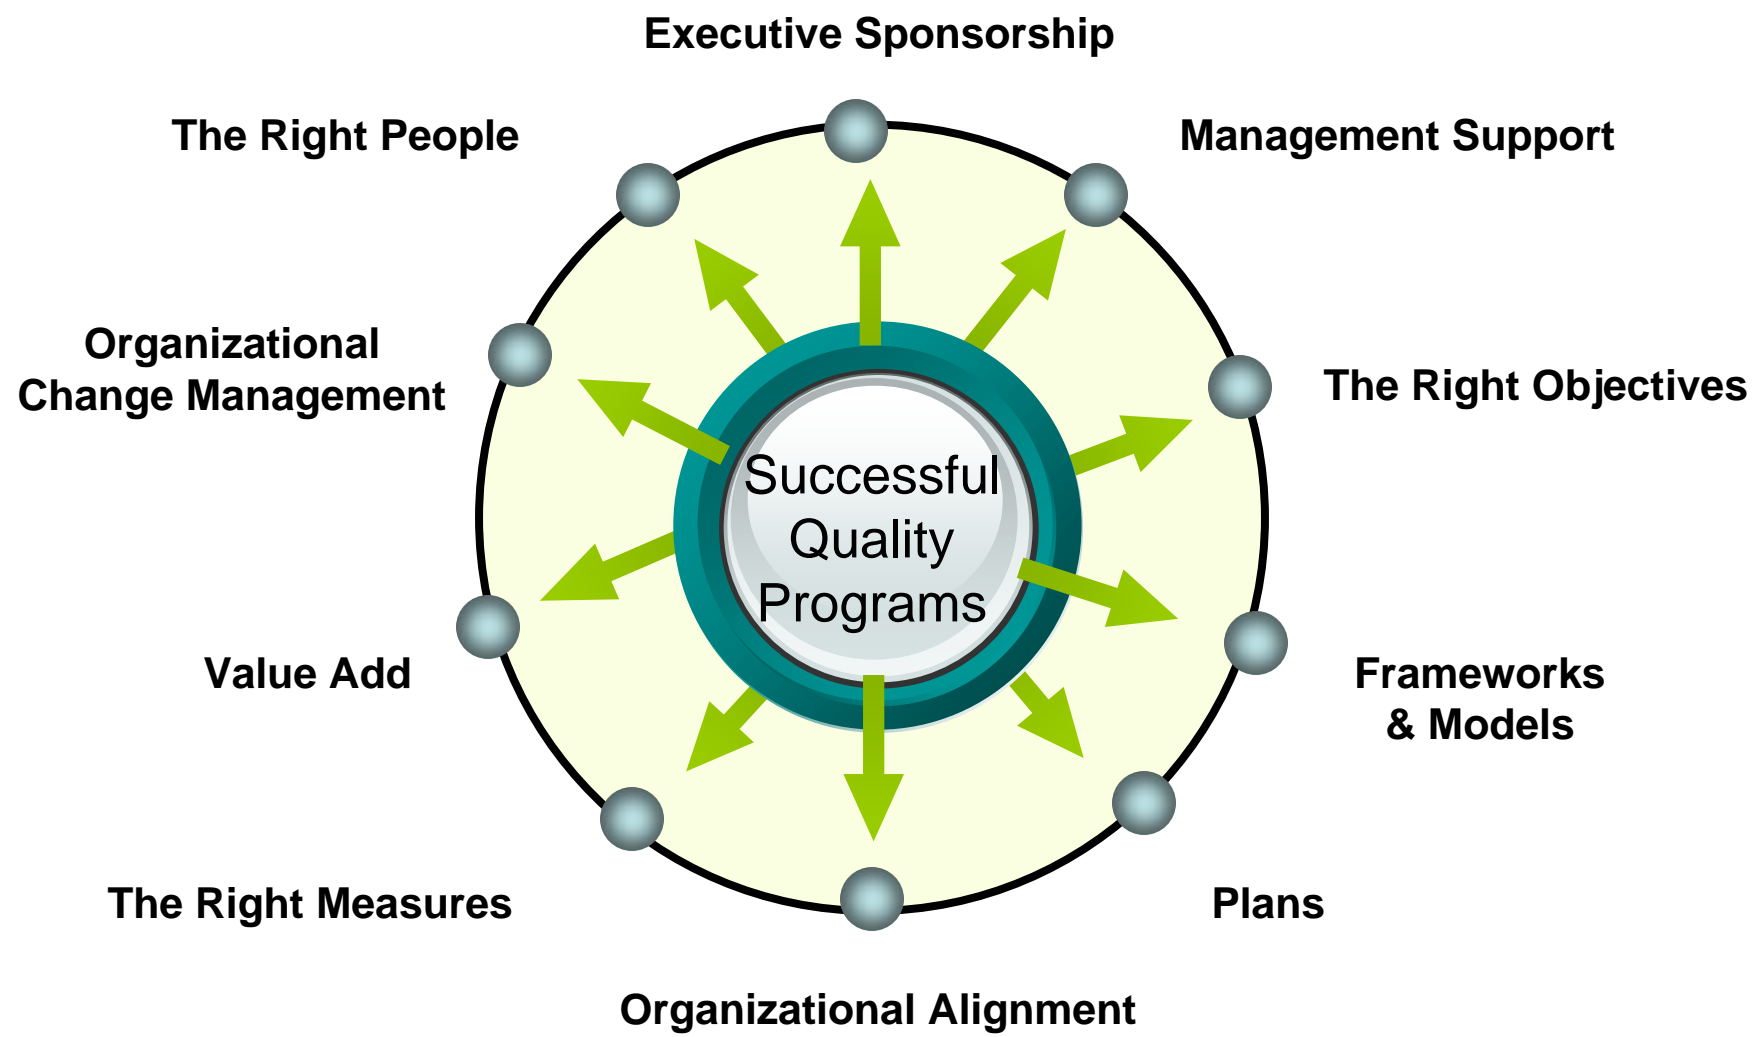 Executive Sponsorship
The Right People
Management Support
Organizational
Change Management
The Right Objectives
Successful
Quality
Programs
Value Add
Frameworks
& Models
The Right Measures
Plans
Organizational Alignment